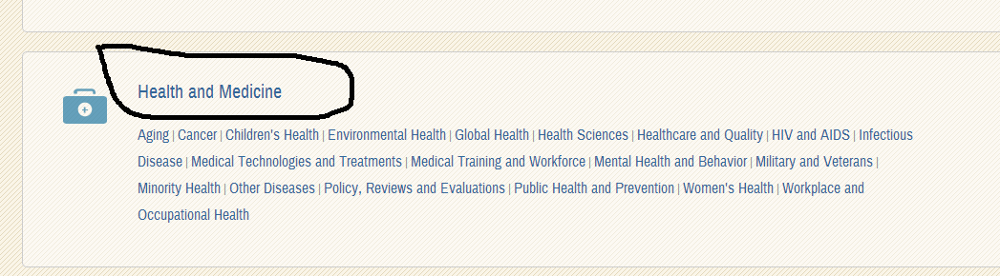 Health and Medicine
Aging | Cancer | Children's Health | Environmental Health | Global Health | Health Sciences | Healthcare and Quality | HIV and AIDS | Infectious
Disease | Medical Technologies and Treatments | Medical Training and Workforce | Mental Health and Behavior | Military and Veterans |
Minority Health | Other Diseases | Policy, Reviews and Evaluations | Public Health and Prevention | Women's Health | Workplace and
Occupational Health